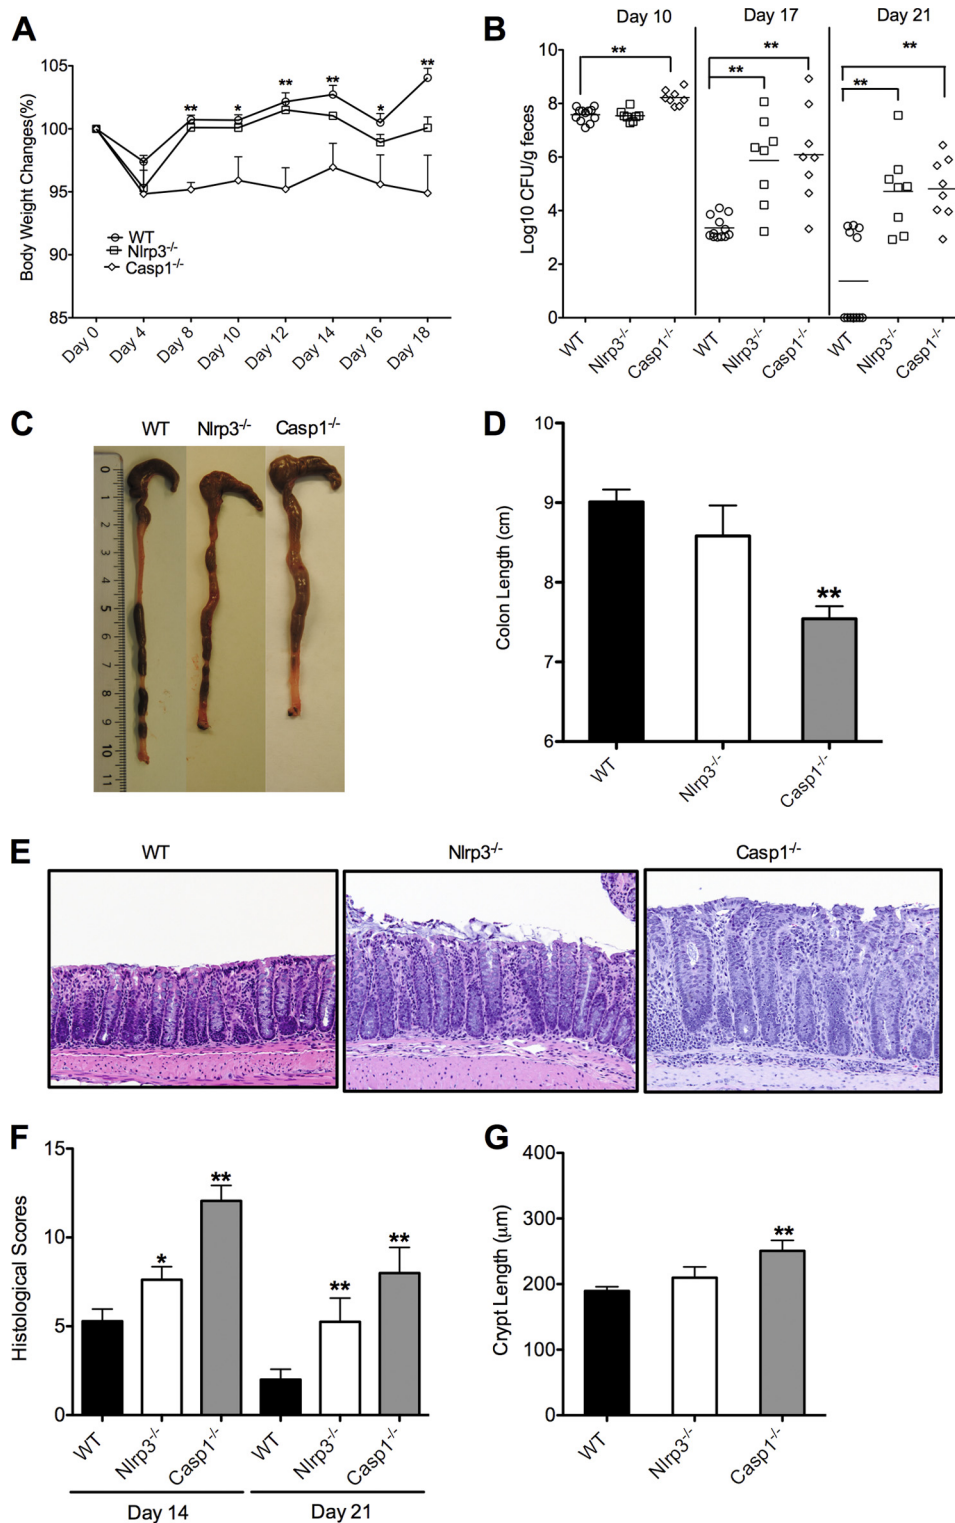 A
Body Weight Changes(%)
105
**
*
**
**
*
**
100
95
90
85
WT
Nlrp3-/-
Casp1-/-
Day 0
Day 4
Day 8
Day 10
Day 12
Day 14
Day 16
Day 18
B
Day 10
Day 17
Day 21
Log10 CFU/g feces
10
8
6
4
2
0
**
**
**
**
**
WT
Nlrp3-/-
Casp1-/-
WT
Nlrp3-/-
Casp1-/-
WT
Nlrp3-/-
Casp1-/-
C
WT
Nlrp3-/-
Casp1-/-
0
1
2
3
4
5
6
7
8
9
10
11
D
Colon Length (cm)
10
9
8
7
6
**
WT
Nlrp3-/-
Casp1-/-
E
WT
Nlrp3-/-
Casp1-/-
F
Histological Scores
15
10
5
0
*
**
**
**
WT
Nlrp3-/-
Casp1-/-
WT
Nlrp3-/-
Casp1-/-
Day 14
Day 21
G
Crypt Length (μm)
400
300
200
100
0
**
WT
Nlrp3-/-
Casp1-/-